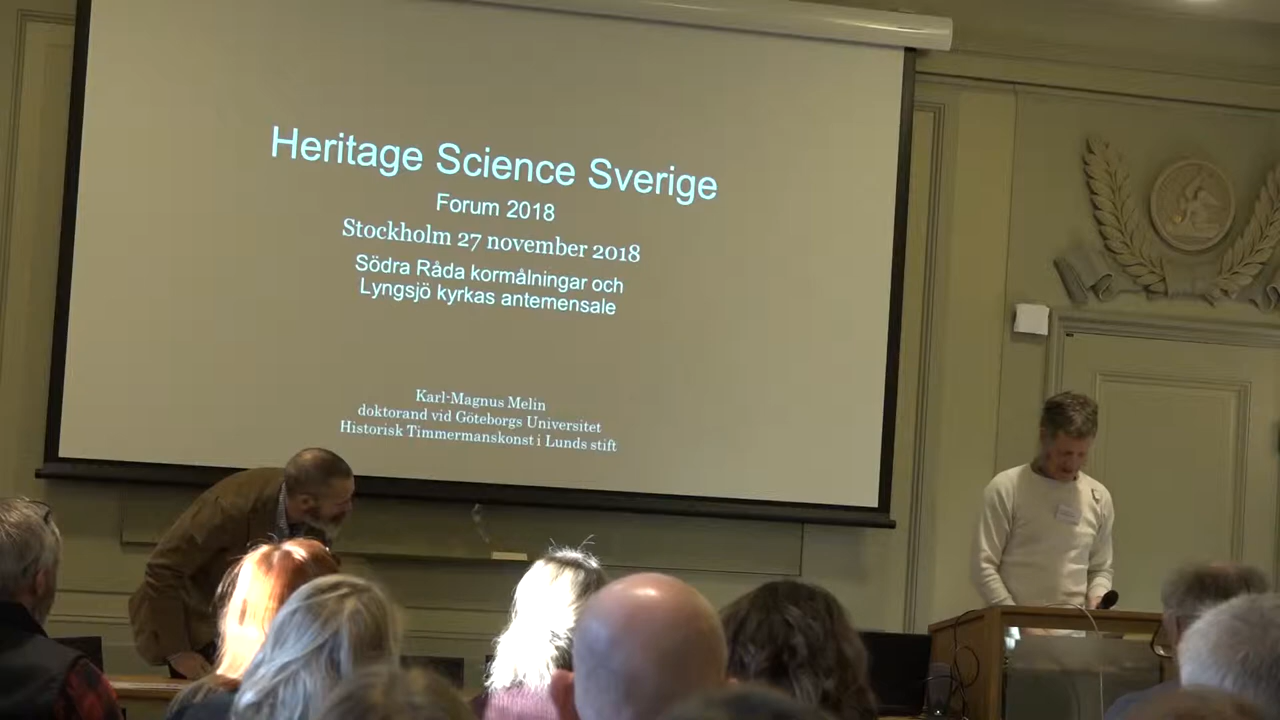 Heritage Science Sverige
Forum 2018
Stockholm 27 november 2018
Södra Råda kormålningar och
Lyngsjö kyrkas antemensale
Karl-Magnus Melin
doktorand vid Göteborgs Universitet
Historisk Timmermanskonst i Lunds stift